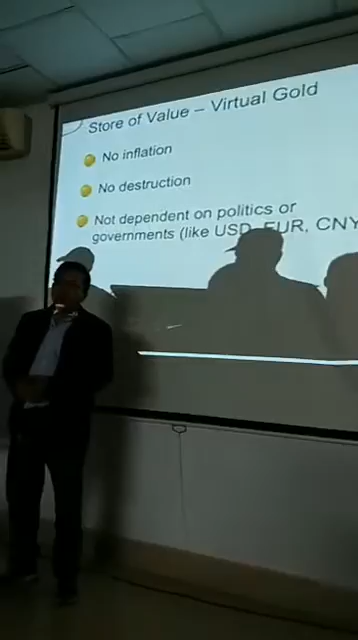 Store of Value – Virtual Gold
No inflation
No destruction
Not dependent on politics or
governments (like USD, EUR, CNY